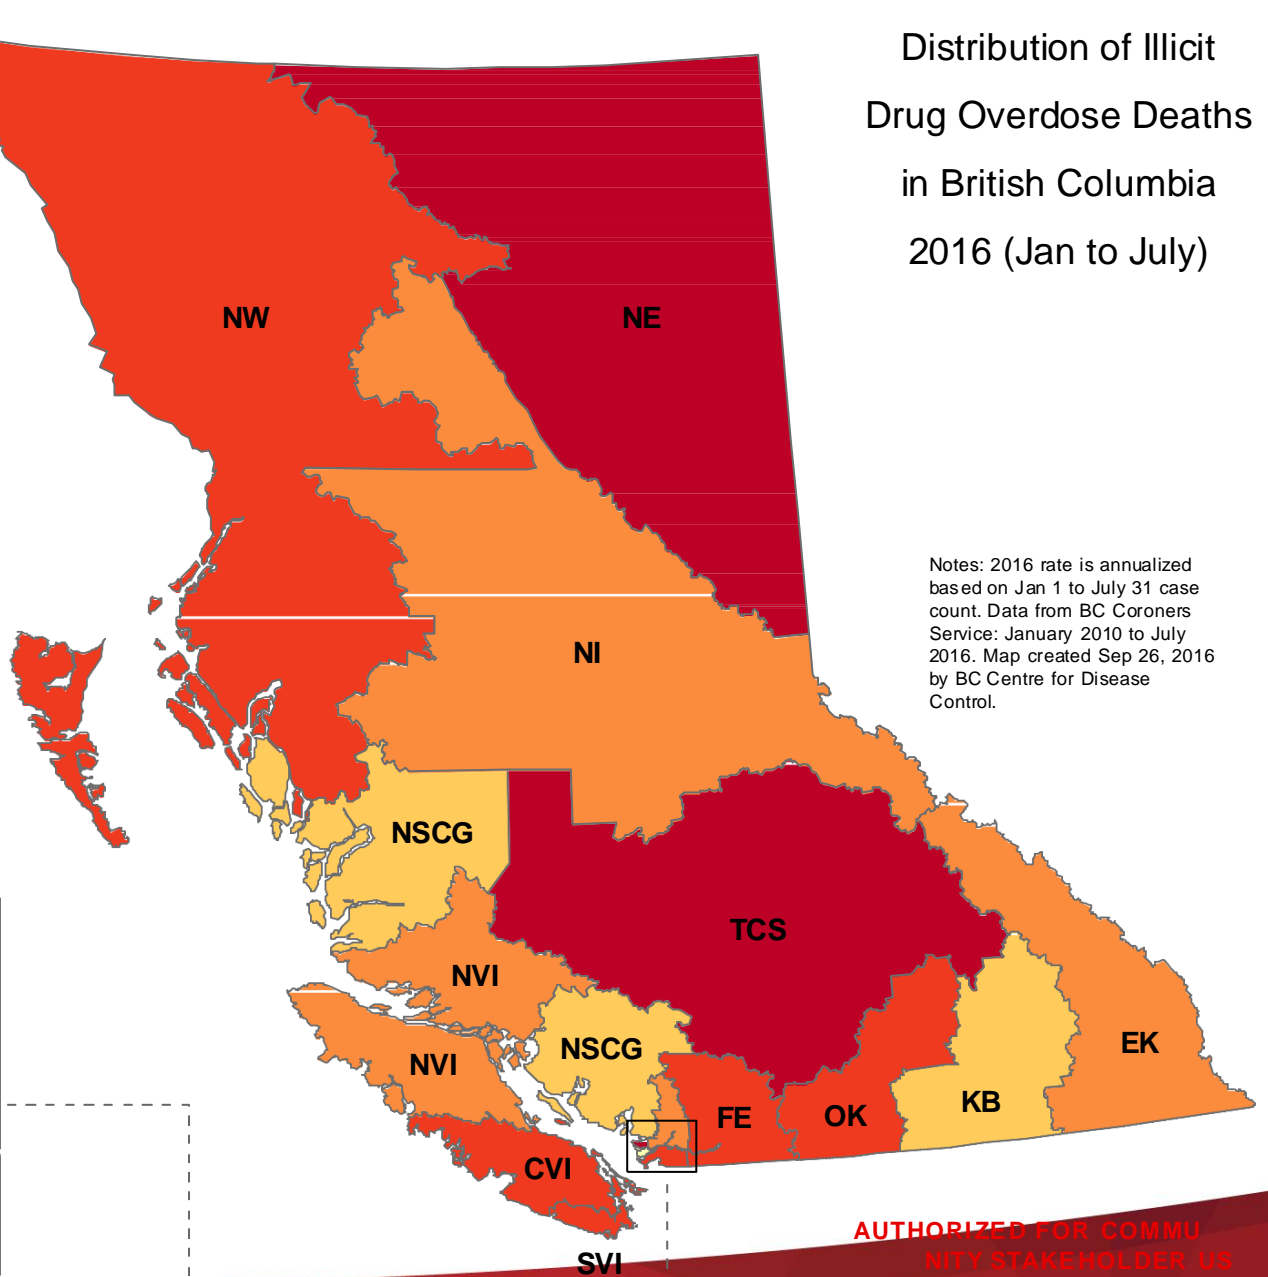 Distribution of Illicit
Drug Overdose Deaths
in British Columbia
2016 (Jan to July)
NW
NE
Notes: 2016 rate is annualized
based on Jan 1 to July 31 case
count. Data from BC Coroners
Service: January 2010 to July
2016. Map created Sep 26, 2016
by BC Centre for Disease
Control.
NI
NSCG
TCS
NVI
NSCG
EK
NVI
KB
FE
OK
CVI
AUTHORIZED FOR COMMU
NITY STAKEHOLDER US
SVI